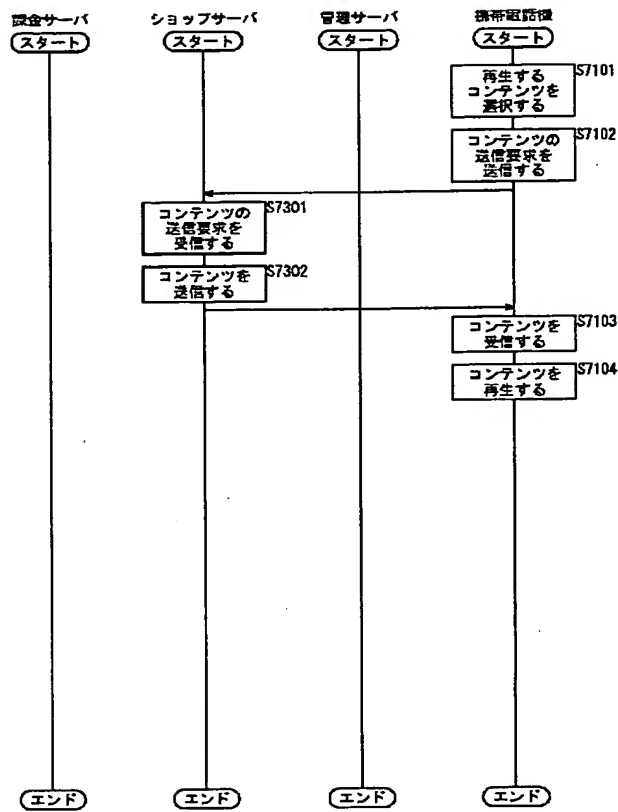 課金サーバ
ショップサーバ
管理サーバ
携帯電話機
スタート
スタート
スタート
スタート
再生する
コンテンツを
選択する
S7101
コンテンツの
送信要求を
送信する
S7102
コンテンツの
送信要求を
受信する
S7301
コンテンツを
送信する
S7302
コンテンツを
受信する
S7103
コンテンツを
再生する
S7104
エンド
エンド
エンド
エンド